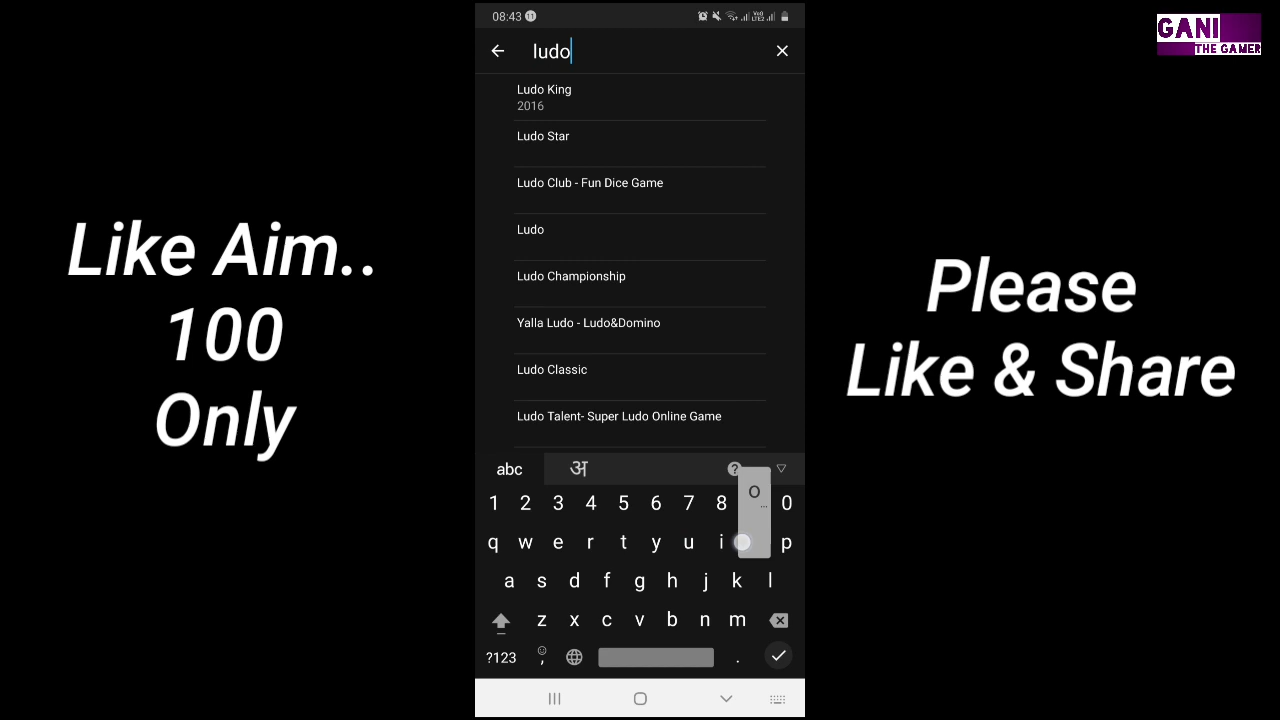 GANI
THE GAMER
Like Aim..
100
Only
08:43
ludo
Ludo King
2016
Ludo Star
Ludo Club - Fun Dice Game
Ludo
Ludo Championship
Yalla Ludo - Ludo&Domino
Ludo Classic
Ludo Talent- Super Ludo Online Game
abc अ ?
1 2 3 4 5 6 7 8 o 0
q w e r t y u i p
a s d f g h j k l
z x c v b n m
?123 , .
Please
Like & Share